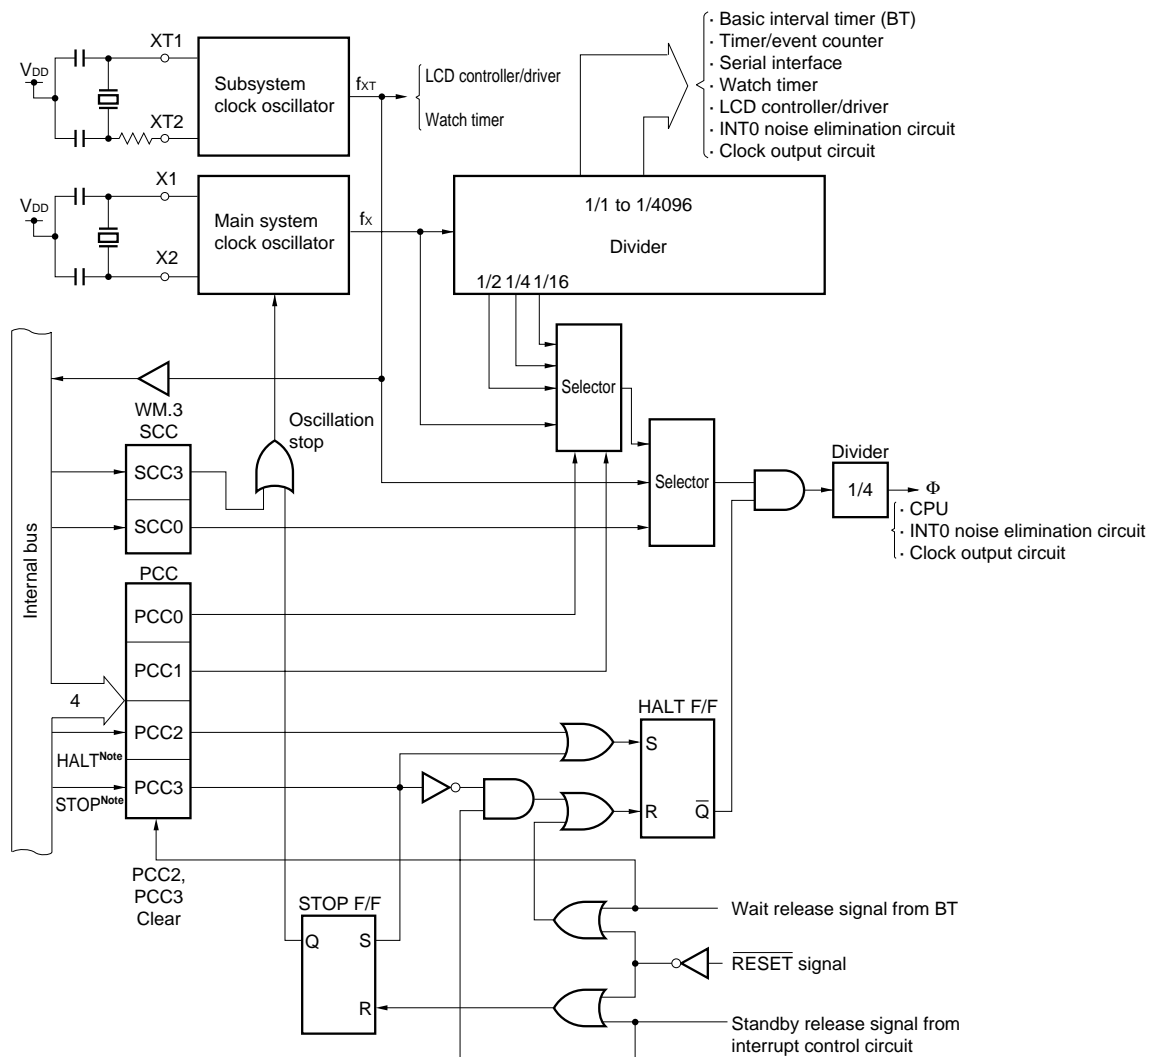 XT1
VDD
XT2
Subsystem
clock oscillator
fXT
LCD controller/driver
Watch timer
· Basic interval timer (BT)
· Timer/event counter
· Serial interface
· Watch timer
· LCD controller/driver
· INT0 noise elimination circuit
· Clock output circuit
X1
VDD
X2
Main system
clock oscillator
fX
1/1 to 1/4096
Divider
1/2 1/4 1/16
Selector
WM.3
SCC
SCC3
SCC0
Oscillation
stop
Selector
Divider
1/4
Φ
· CPU
· INT0 noise elimination circuit
· Clock output circuit
Internal bus
PCC
PCC0
PCC1
4
PCC2
HALTNote
PCC3
STOPNote
HALT F/F
S
R
Q̅
PCC2,
PCC3
Clear
STOP F/F
Q
S
R
Wait release signal from BT
R̅E̅S̅E̅T̅ signal
Standby release signal from
interrupt control circuit